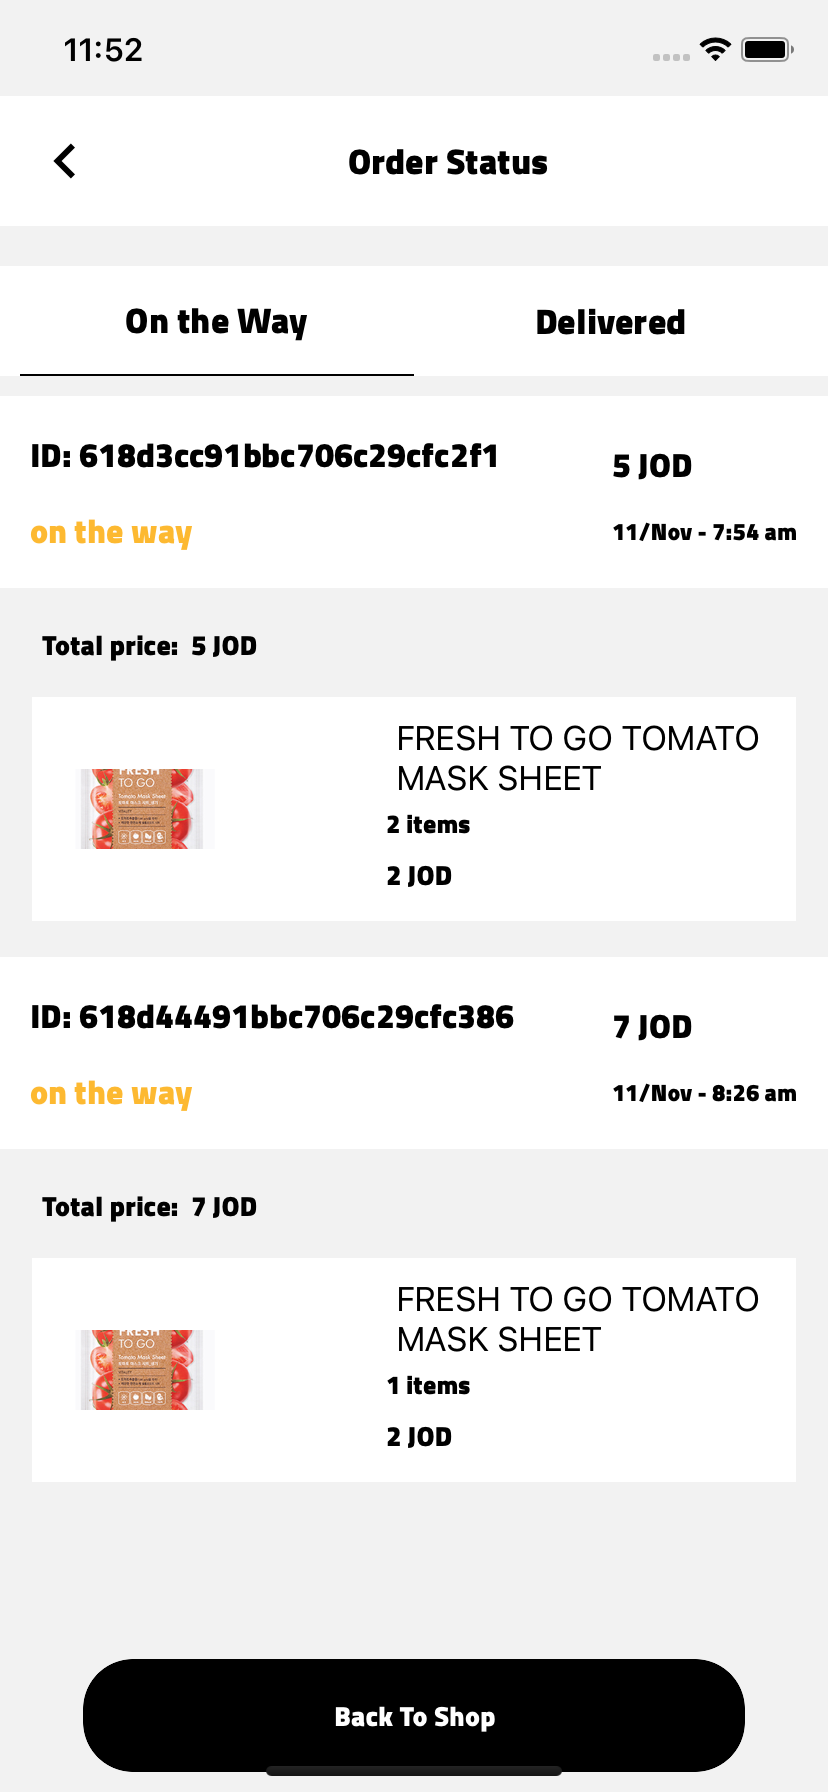 11:52
Order Status
On the Way
Delivered
ID: 618d3cc91bbc706c29cfc2f1
5 JOD
on the way
11/Nov - 7:54 am
Total price: 5 JOD
FRESH TO GO TOMATO
MASK SHEET
2 items
2 JOD
FRESH
TO GO
Tomato Mask Sheet
ID: 618d44491bbc706c29cfc386
7 JOD
on the way
11/Nov - 8:26 am
Total price: 7 JOD
FRESH TO GO TOMATO
MASK SHEET
1 items
2 JOD
FRESH
TO GO
Tomato Mask Sheet
Back To Shop